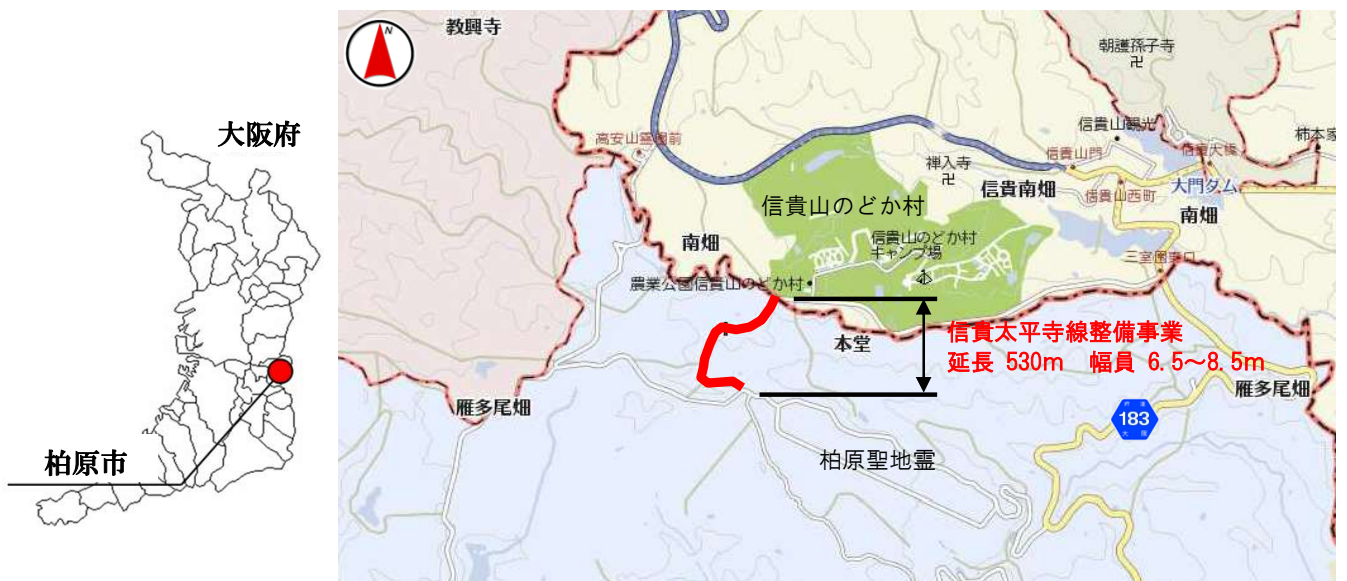 大阪府
柏原市
N
教興寺
朝護孫子寺
高安山霊園前
信貴山観光
柿本家
禅入寺
信貴山門
信貴大橋
信貴南畑
信貴山西町
大門ダム
信貴山のどか村
南畑
南畑
信貴山のどか村
キャンプ場
三室園東口
農業公園信貴山のどか村
本堂
信貴太平寺線整備事業
延長 530m 幅員 6.5～8.5m
雁多尾畑
雁多尾畑
府道
183
大阪
柏原聖地霊